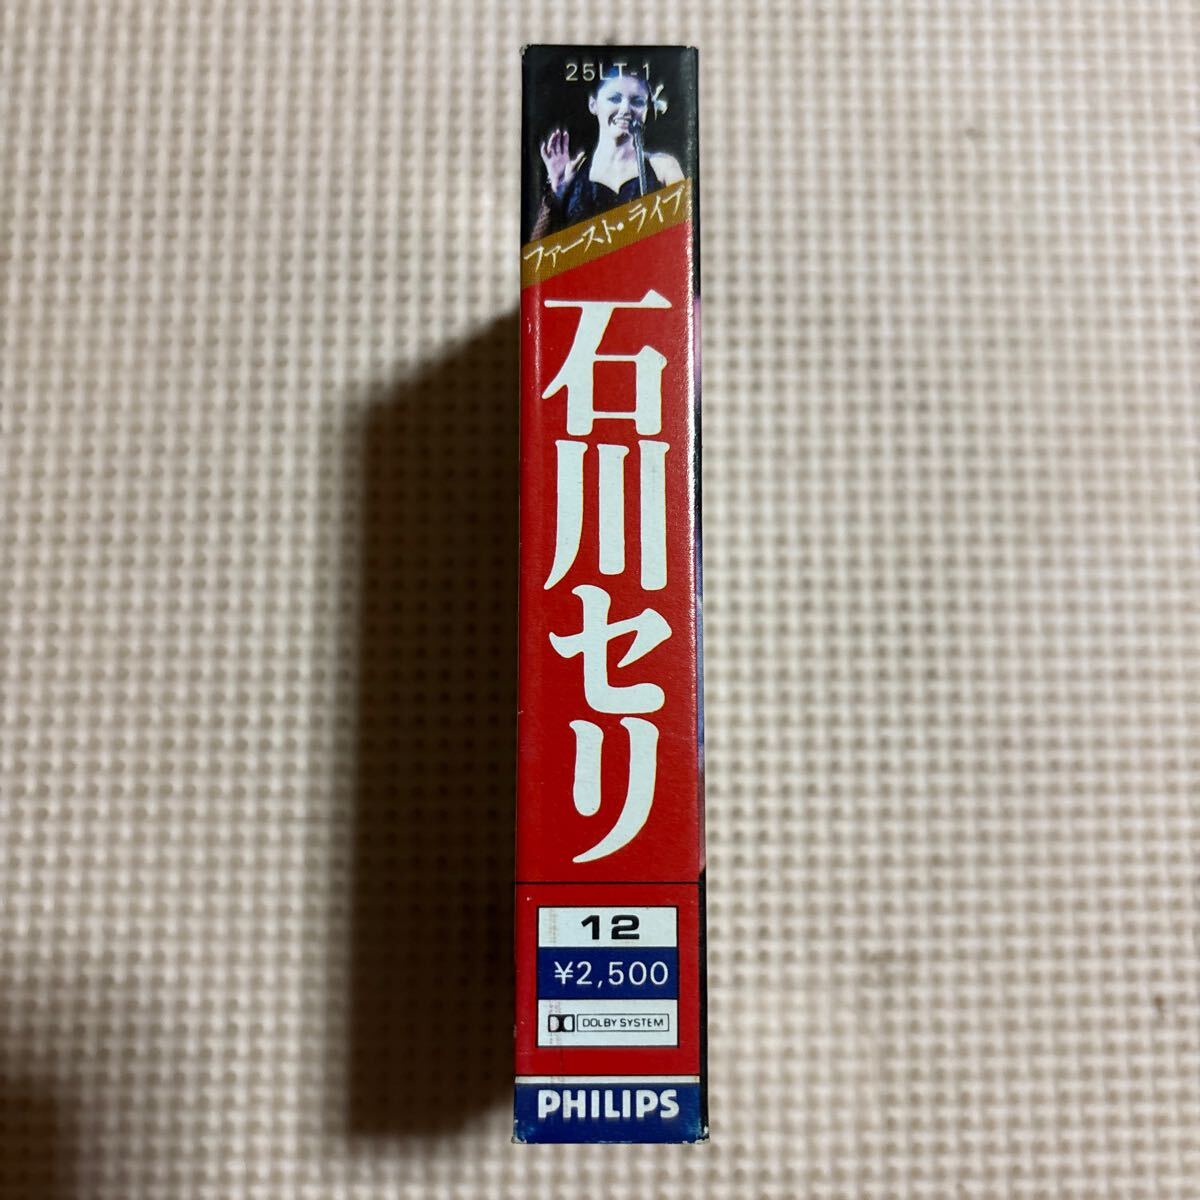 25LT-1
ファースト・ライブ
石川セリ
12
¥2,500
DOLBY SYSTEM
PHILIPS